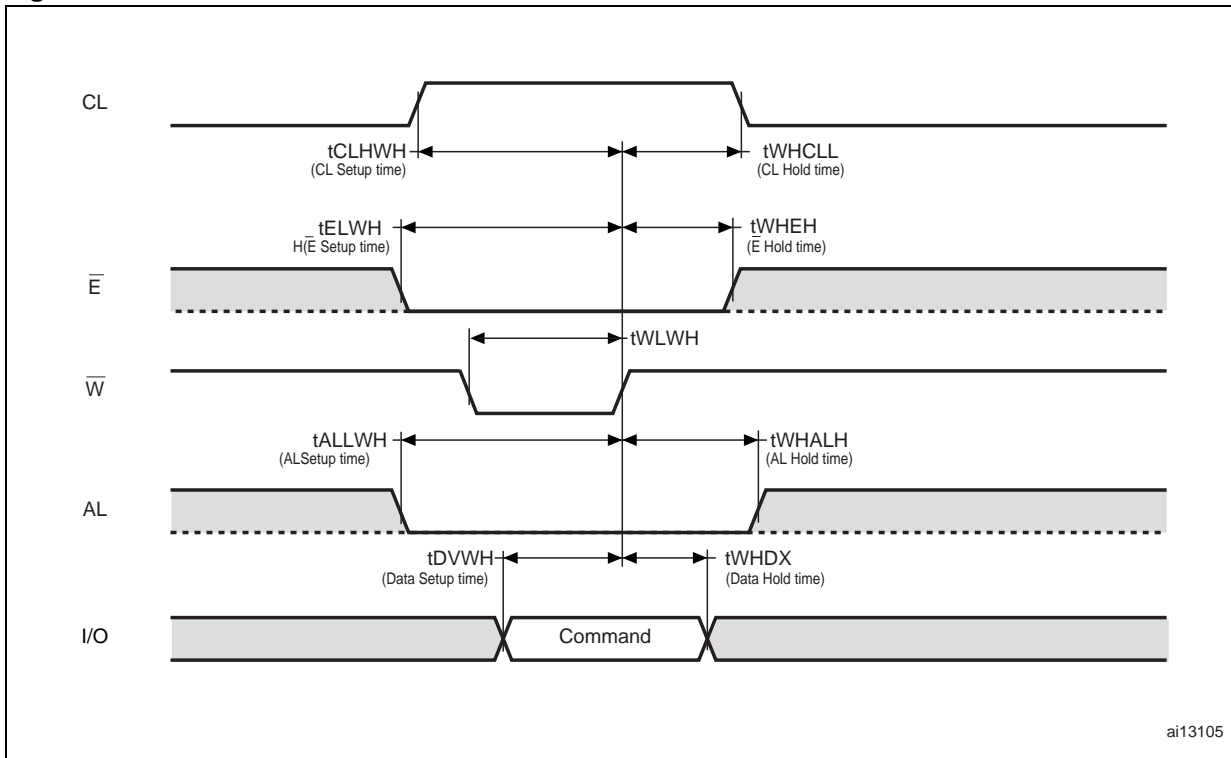 CL
tCLHWH
(CL Setup time)
tWHCLL
(CL Hold time)
tELWH
H(E̅ Setup time)
tWHEH
(E̅ Hold time)
E̅
tWLWH
W̅
tALLWH
(ALSetup time)
tWHALH
(AL Hold time)
AL
tDVWH
(Data Setup time)
tWHDX
(Data Hold time)
I/O
Command
ai13105